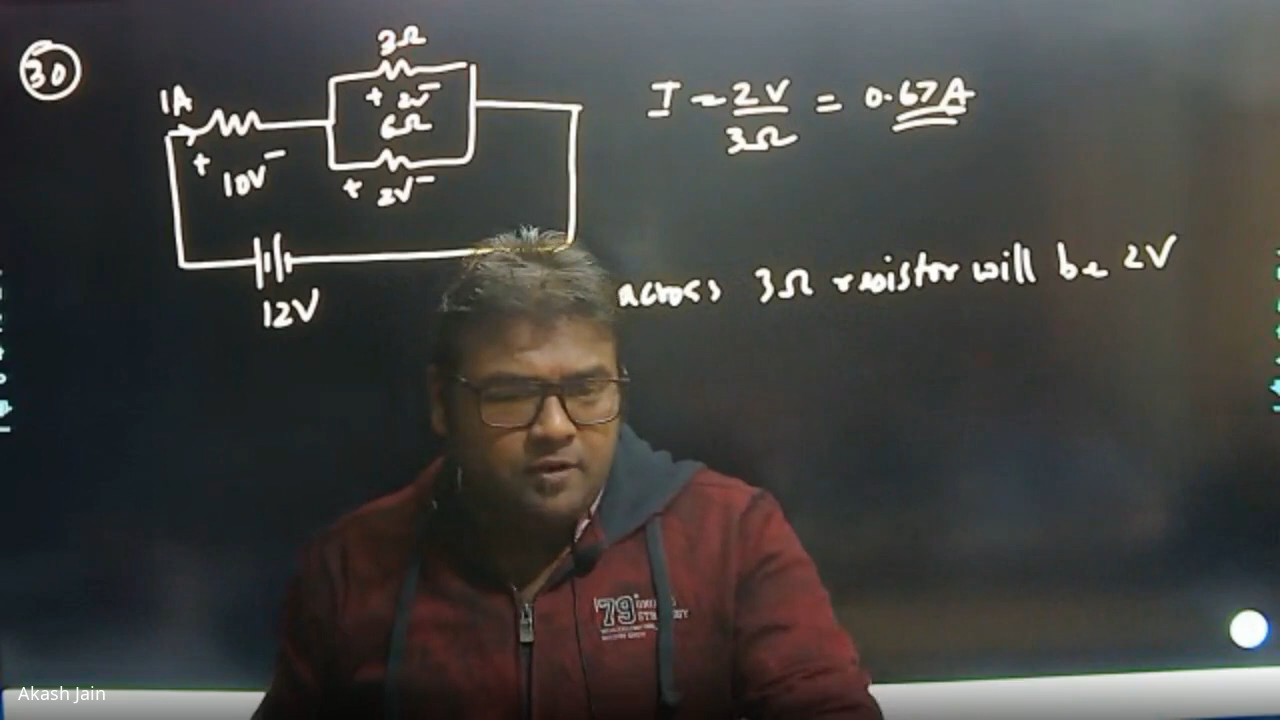 30
3Ω
1A
+ 2V -
6Ω
+ 10V -
+ 2V -
12V
I = 2V/3Ω = 0.67A
across 3Ω resistor will be 2V
79
Akash Jain